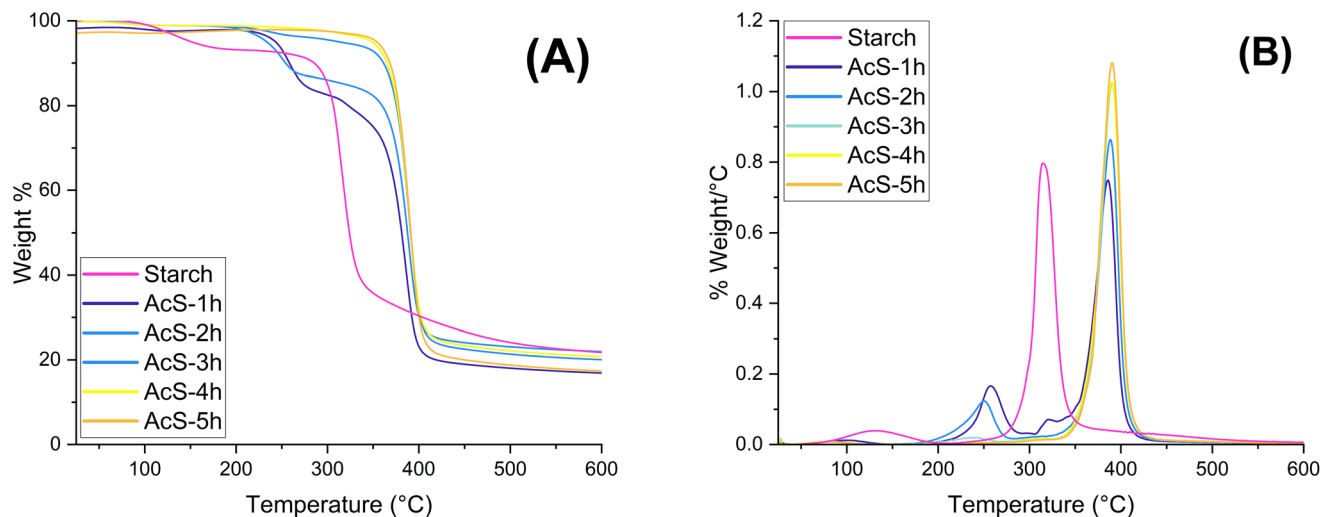 (A)
Weight %
100
80
60
40
20
0
Starch
AcS-1h
AcS-2h
AcS-3h
AcS-4h
AcS-5h
100 200 300 400 500 600
Temperature (°C)
(B)
% Weight/°C
1.2
1.0
0.8
0.6
0.4
0.2
0.0
Starch
AcS-1h
AcS-2h
AcS-3h
AcS-4h
AcS-5h
100 200 300 400 500 600
Temperature (°C)